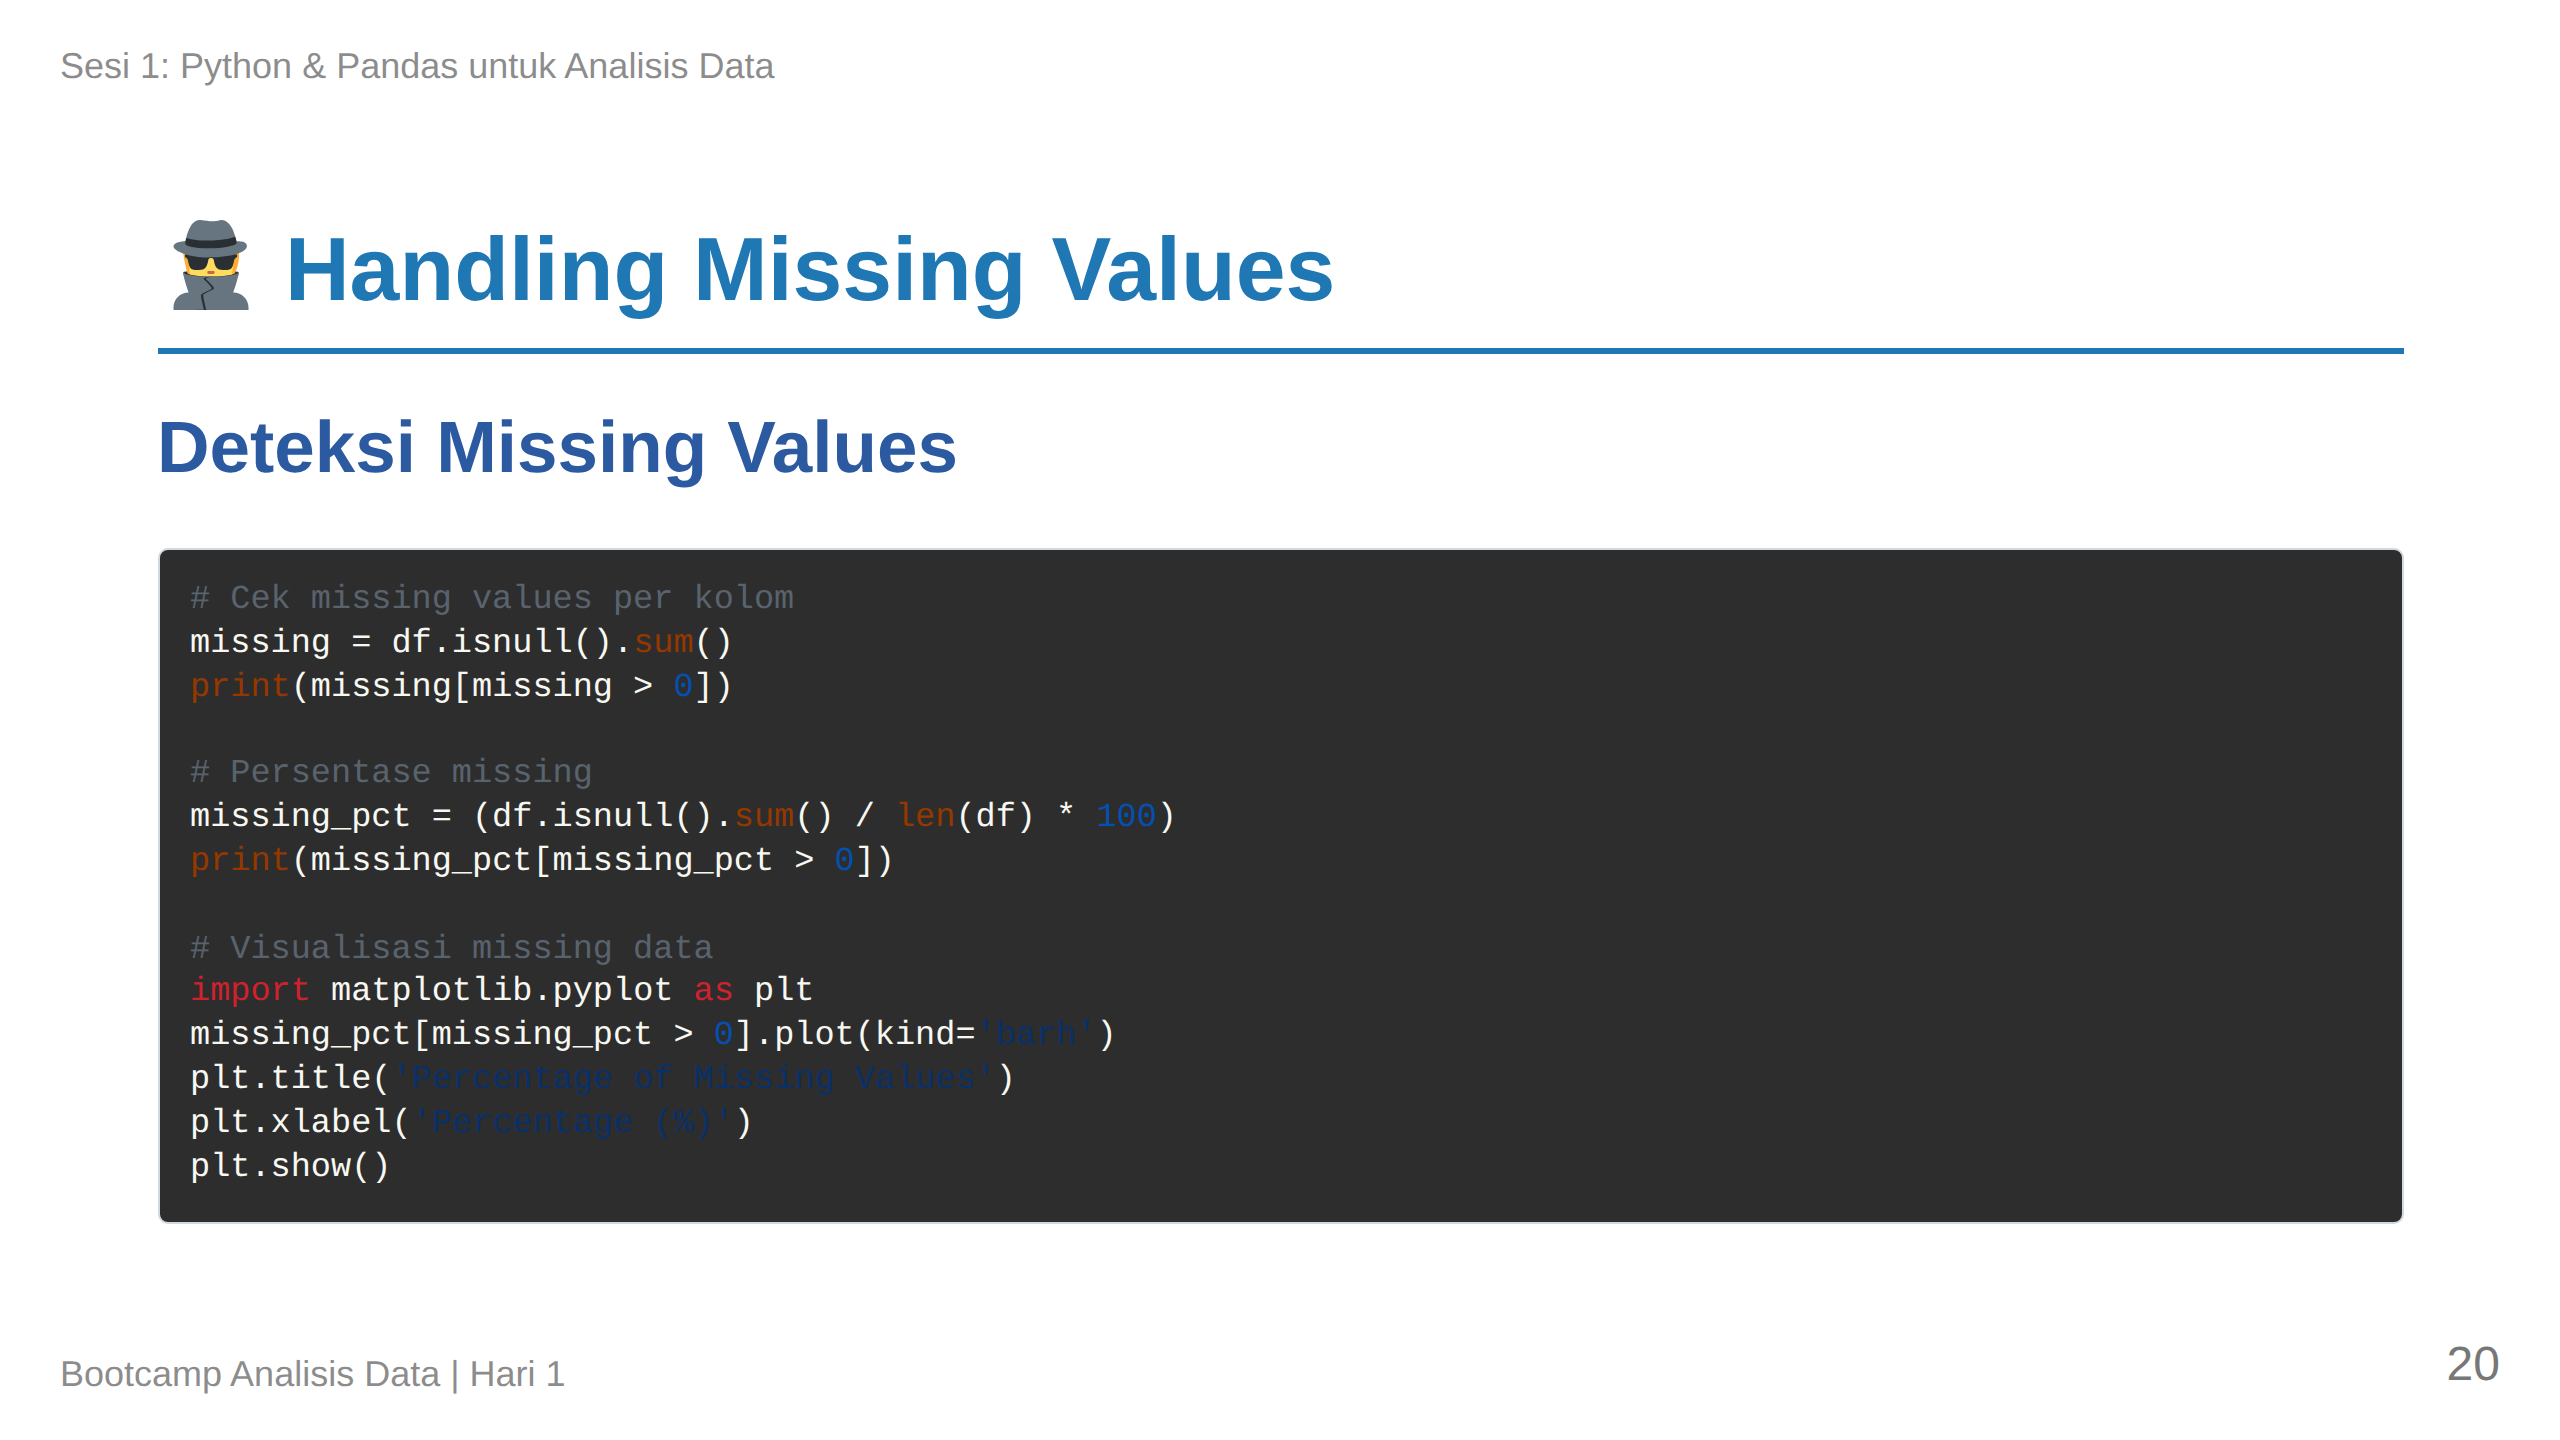 Sesi 1: Python & Pandas untuk Analisis Data
Handling Missing Values
Deteksi Missing Values
# Cek missing values per kolom
missing = df.isnull().sum()
print(missing[missing > 0])
# Persentase missing
missing_pct = (df.isnull().sum() / len(df) * 100)
print(missing_pct[missing_pct > 0])
# Visualisasi missing data
import matplotlib.pyplot as plt
missing_pct[missing_pct > 0].plot(kind='barh')
plt.title('Percentage of Missing Values')
plt.xlabel('Percentage (%)')
plt.show()
Bootcamp Analisis Data | Hari 1
20